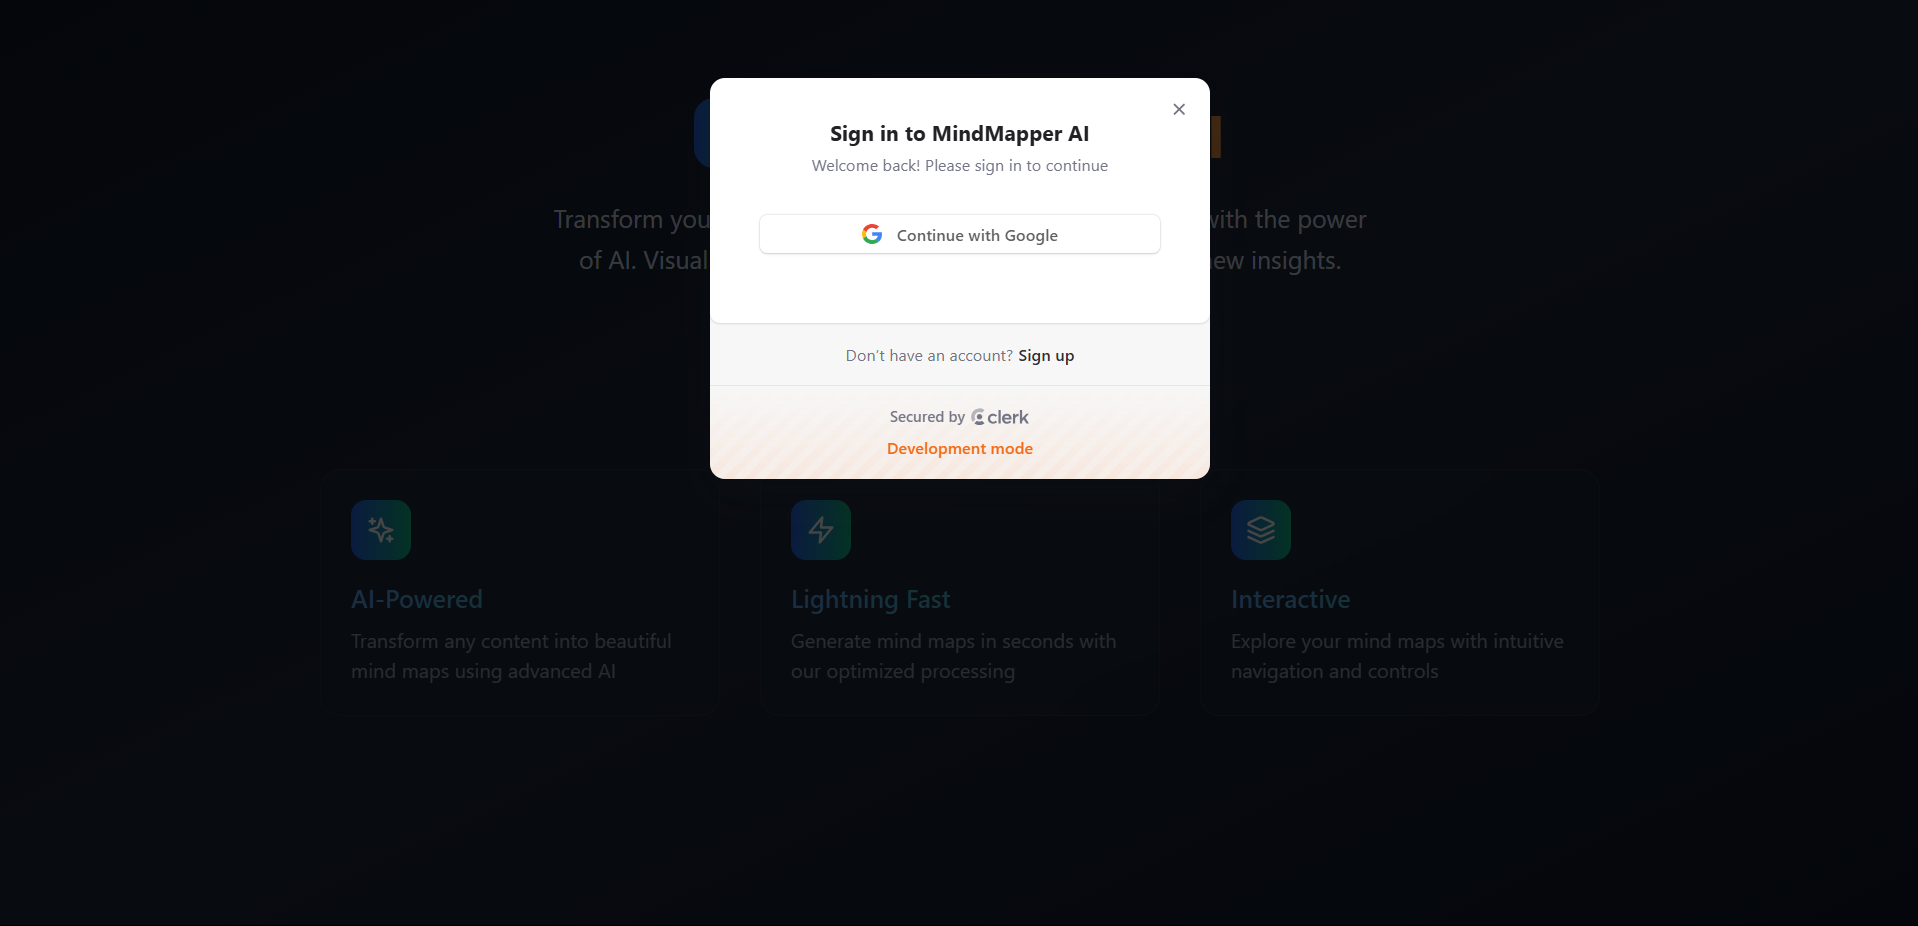 Sign in to MindMapper AI
Welcome back! Please sign in to continue
Continue with Google
Don't have an account? Sign up
Secured by clerk
Development mode
Transform you with the power
of AI. Visual new insights.
AI-Powered
Transform any content into beautiful
mind maps using advanced AI
Lightning Fast
Generate mind maps in seconds with
our optimized processing
Interactive
Explore your mind maps with intuitive
navigation and controls